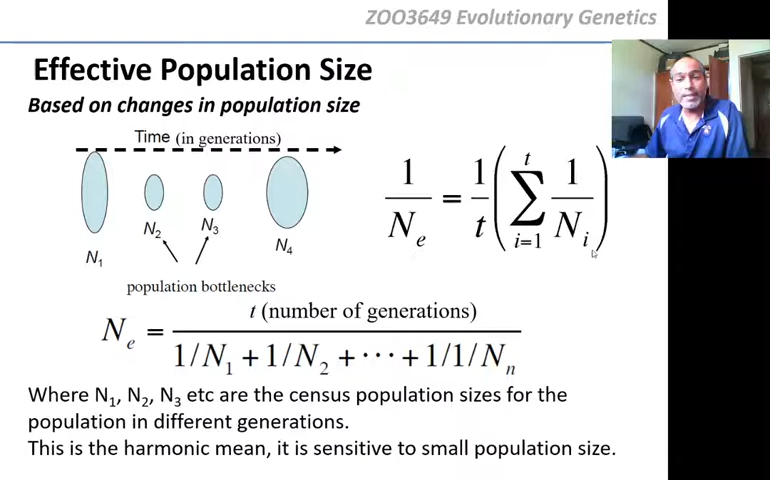 ZOO3649 Evolutionary Genetics
Effective Population Size
Based on changes in population size
Time (in generations)
N₁
N₂
N₃
N₄
population bottlenecks
1/Nₑ = 1/t (∑ᵢ₌₁ᵗ 1/Nᵢ)
Nₑ = t (number of generations) / 1/N₁ + 1/N₂ + ··· + 1/1/Nₙ
Where N₁, N₂, N₃ etc are the census population sizes for the
population in different generations.
This is the harmonic mean, it is sensitive to small population size.